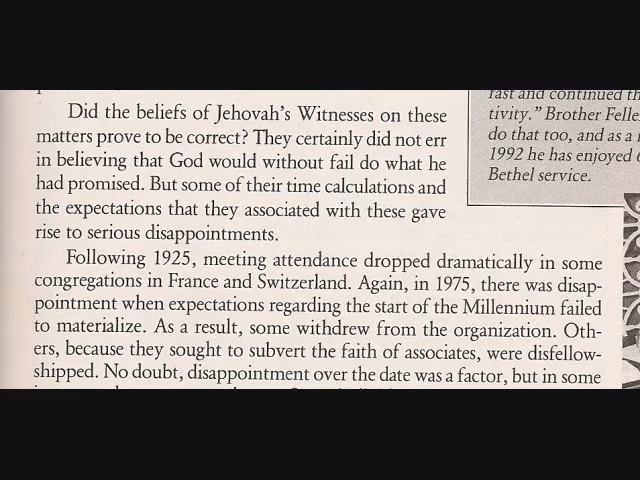 Did the beliefs of Jehovah's Witnesses on these
matters prove to be correct? They certainly did not err
in believing that God would without fail do what he
had promised. But some of their time calculations and
the expectations that they associated with these gave
rise to serious disappointments.
Following 1925, meeting attendance dropped dramatically in some
congregations in France and Switzerland. Again, in 1975, there was disap-
pointment when expectations regarding the start of the Millennium failed
to materialize. As a result, some withdrew from the organization. Oth-
ers, because they sought to subvert the faith of associates, were disfellow-
shipped. No doubt, disappointment over the date was a factor, but in some
fast and continued
tivity." Brother
do that too, and as a
1992 he has enjoyed
Bethel service.